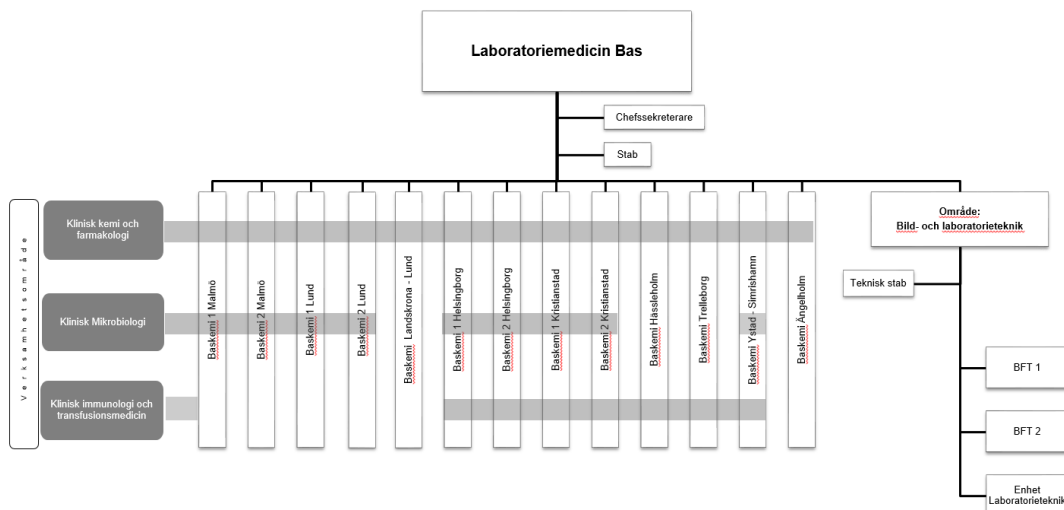 Laboratoriemedicin Bas
Chefssekreterare
Stab
Verksamhetsområde
Klinisk kemi och
farmakologi
Klinisk Mikrobiologi
Klinisk immunologi och
transfusionsmedicin
Baskemi 1 Malmö
Baskemi 2 Malmö
Baskemi 1 Lund
Baskemi 2 Lund
Baskemi Landskrona - Lund
Baskemi 1 Helsingborg
Baskemi 2 Helsingborg
Baskemi 1 Kristianstad
Baskemi 2 Kristianstad
Baskemi Hässleholm
Baskemi Trelleborg
Baskemi Ystad - Simrishamn
Baskemi Ängelholm
Område:
Bild- och laboratorieteknik
Teknisk stab
BFT 1
BFT 2
Enhet
Laboratorieteknik